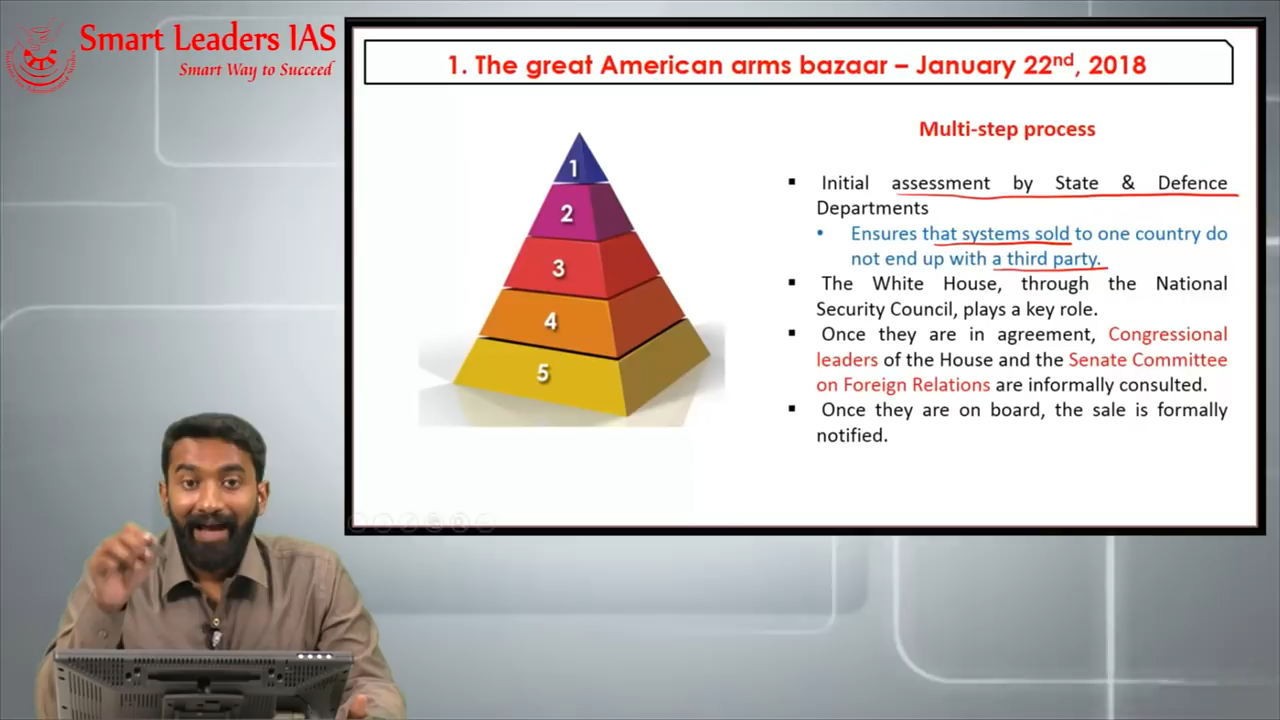 Smart Leaders IAS
Smart Way to Succeed
1. The great American arms bazaar – January 22nd, 2018
1
2
3
4
5
Multi-step process
▪ Initial assessment by State & Defence
Departments
• Ensures that systems sold to one country do
not end up with a third party.
▪ The White House, through the National
Security Council, plays a key role.
▪ Once they are in agreement, Congressional
leaders of the House and the Senate Committee
on Foreign Relations are informally consulted.
▪ Once they are on board, the sale is formally
notified.